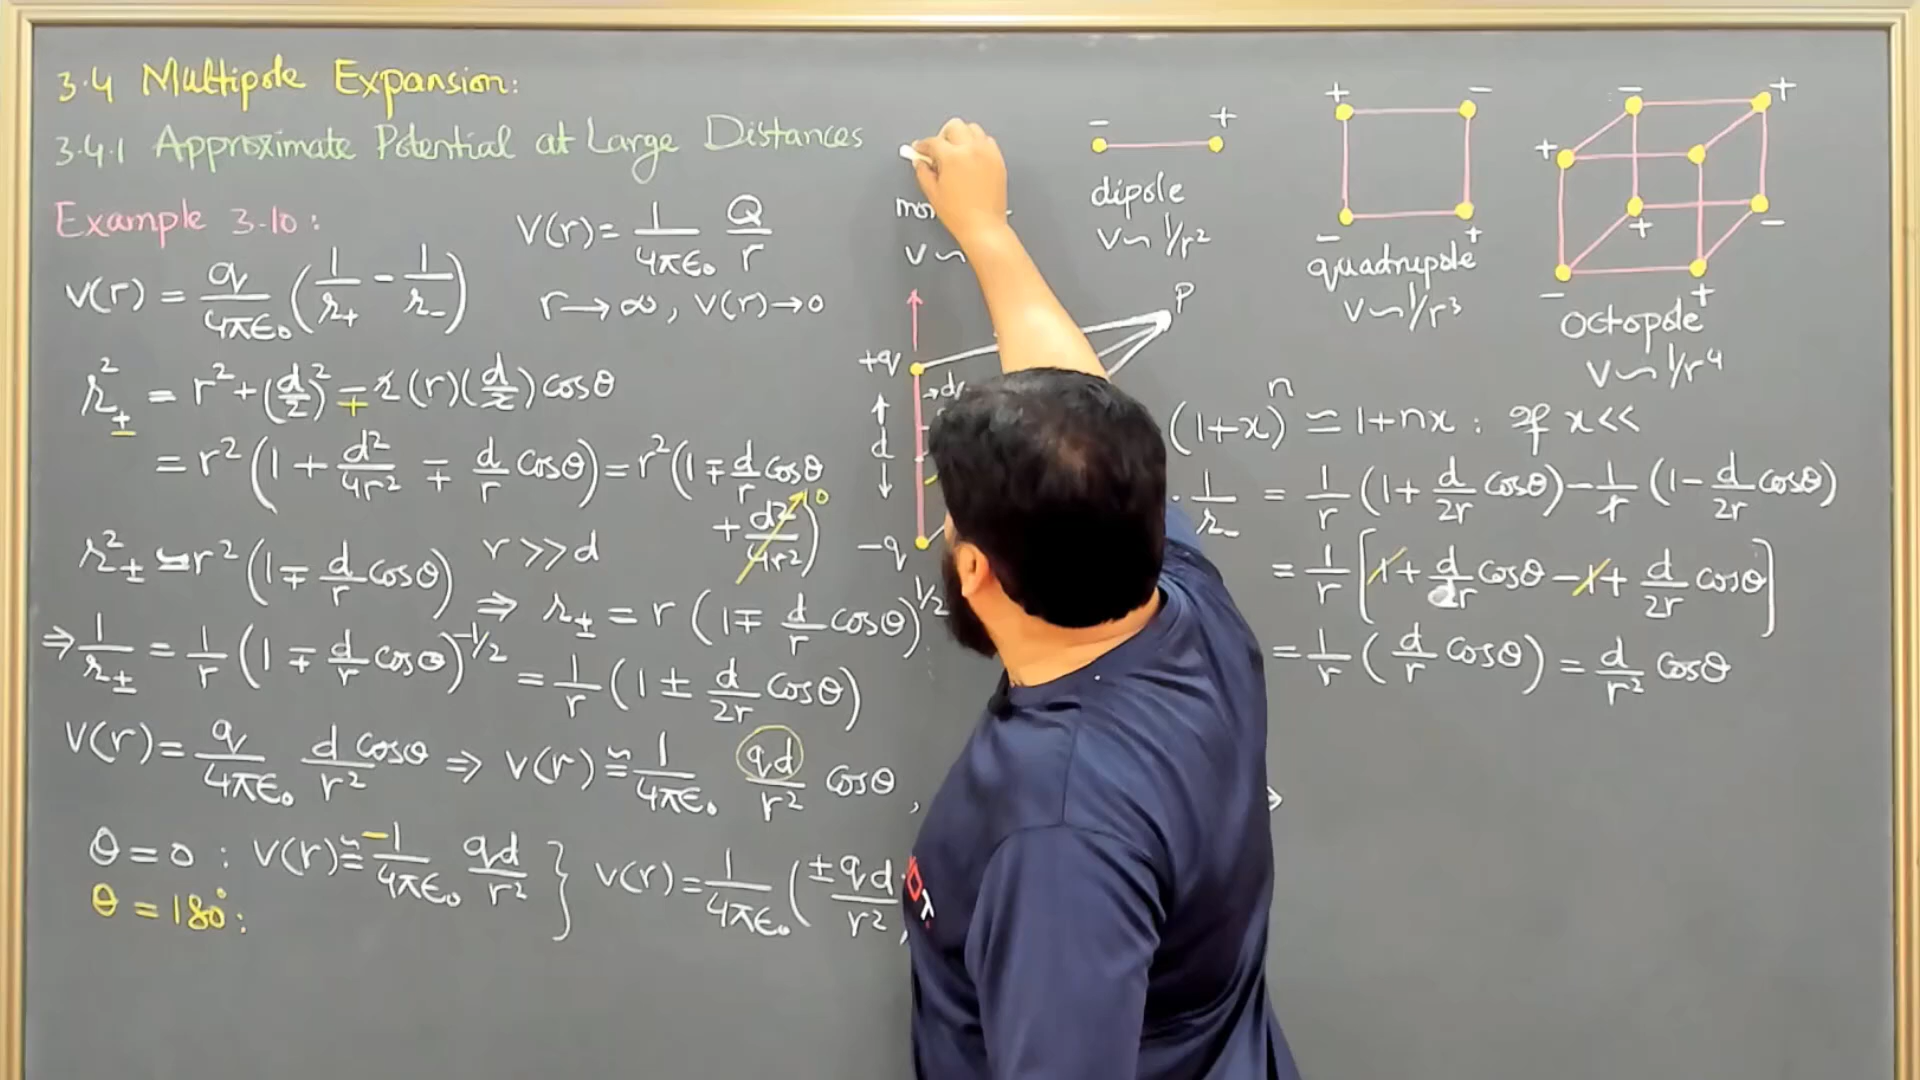 3.4 Multipole Expansion:
3.4.1 Approximate Potential at Large Distances
Example 3.10:
V(r) = 1/4πϵ₀ Q/r
r → ∞, V(r) → 0
V(r) = q/4πϵ₀ (1/𝓇₊ - 1/𝓇₋)
𝓇²± = r² + (d/2)² ∓ 2(r)(d/2) cosθ
= r² (1 + d²/4r² ∓ d/r cosθ) = r² (1 ∓ d/r cosθ + d²/4r²) 0
𝓇²± ≃ r² (1 ∓ d/r cosθ) r >> d
⇒ 𝓇± = r (1 ∓ d/r cosθ)^1/2
⇒ 1/𝓇± = 1/r (1 ∓ d/r cosθ)^-1/2 = 1/r (1 ± d/2r cosθ)
V(r) = q/4πϵ₀ d cosθ/r² ⇒ V(r) ≅ 1/4πϵ₀ qd/r² cosθ ,
θ = 0 : V(r) ≅ -1/4πϵ₀ qd/r² } V(r) = 1/4πϵ₀ (± qd/r²
θ = 180° :
V ∽
- +
dipole
V ∽ 1/r²
+ -
- +
quadrupole
V ∽ 1/r³
- +
+
+ -
- +
Octopole
V ∽ 1/r⁴
P
+q
d
-q
(1+x)ⁿ ≃ 1+nx : if x <<
1/𝓇₋ = 1/r (1 + d/2r cosθ) - 1/r (1 - d/2r cosθ)
= 1/r [1 + d/2r cosθ - 1 + d/2r cosθ]
= 1/r (d/r cosθ) = d/r² cosθ
⇒